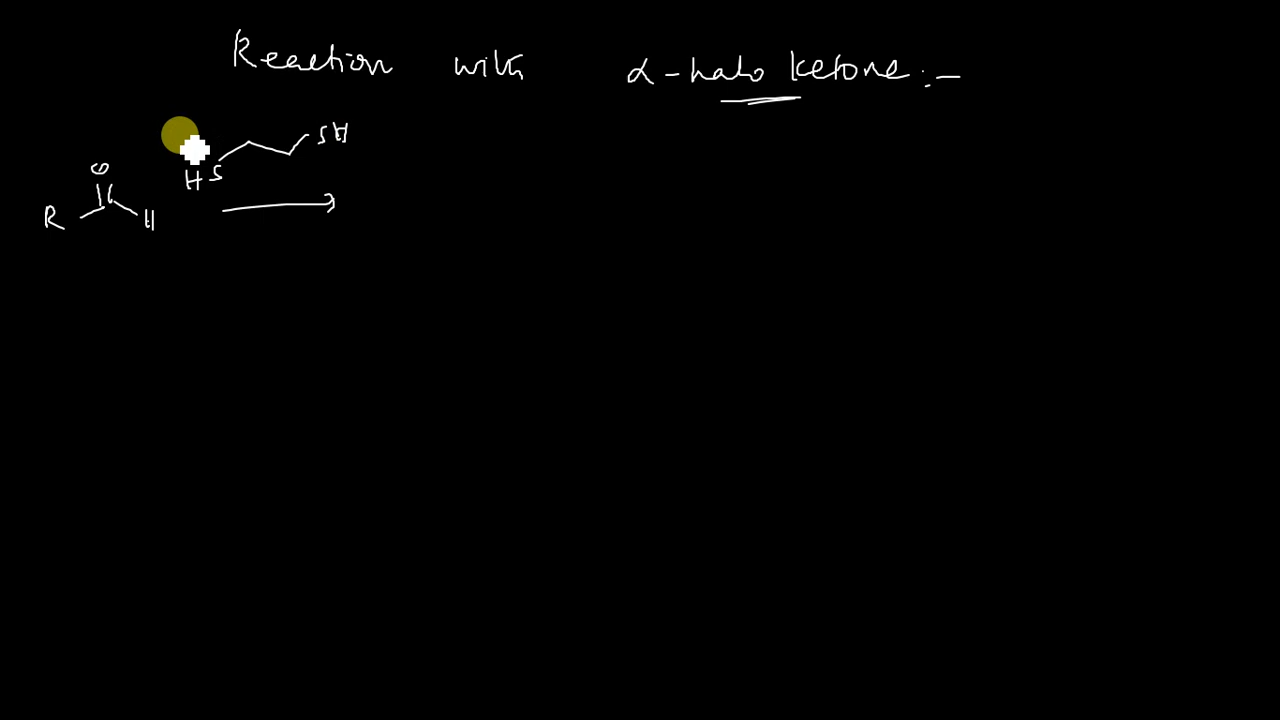 Reaction with α-halo ketone :-
SH
O
HS
R H